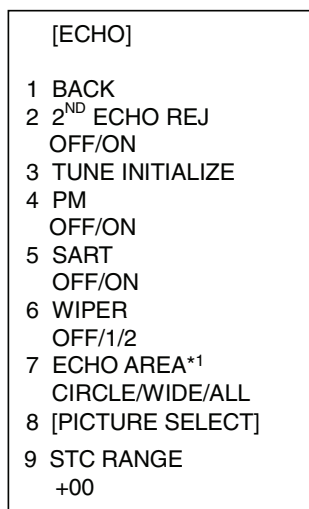 [ECHO]
1 BACK
2 2ND ECHO REJ
OFF/ON
3 TUNE INITIALIZE
4 PM
OFF/ON
5 SART
OFF/ON
6 WIPER
OFF/1/2
7 ECHO AREA*1
CIRCLE/WIDE/ALL
8 [PICTURE SELECT]
9 STC RANGE
+00